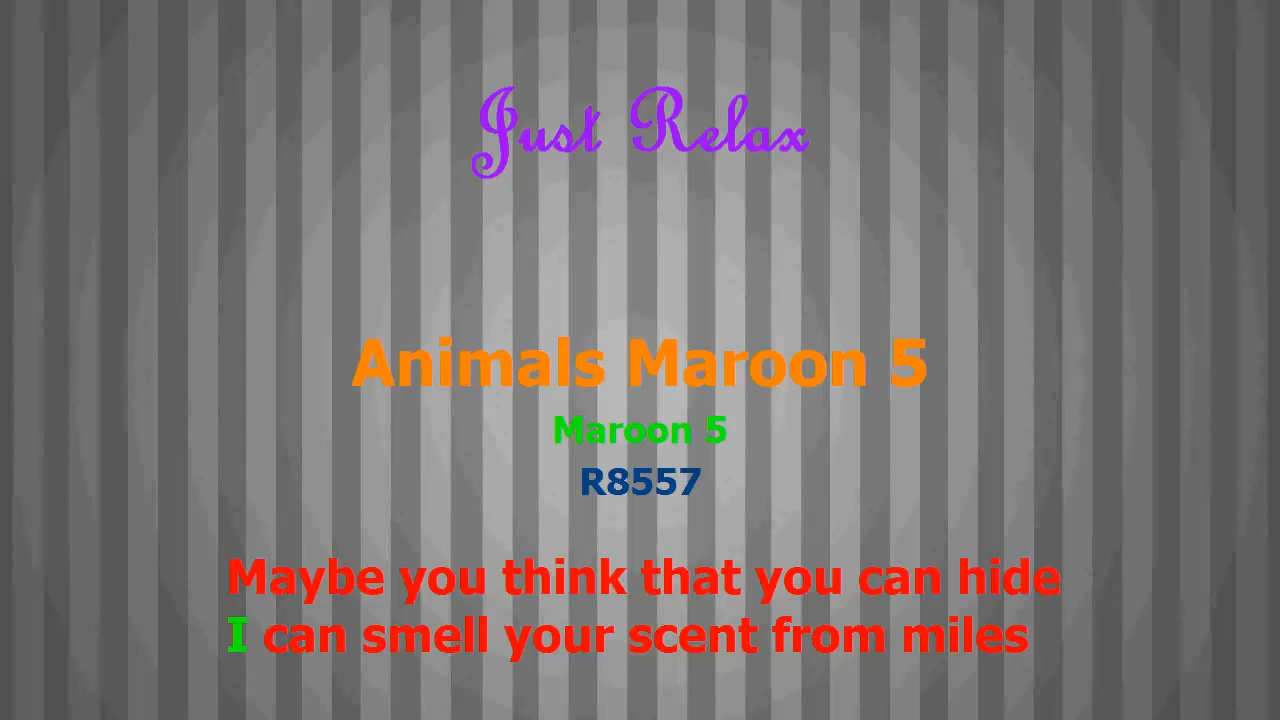 Just Relax
Animals Maroon 5
Maroon 5
R8557
Maybe you think that you can hide
I can smell your scent from miles